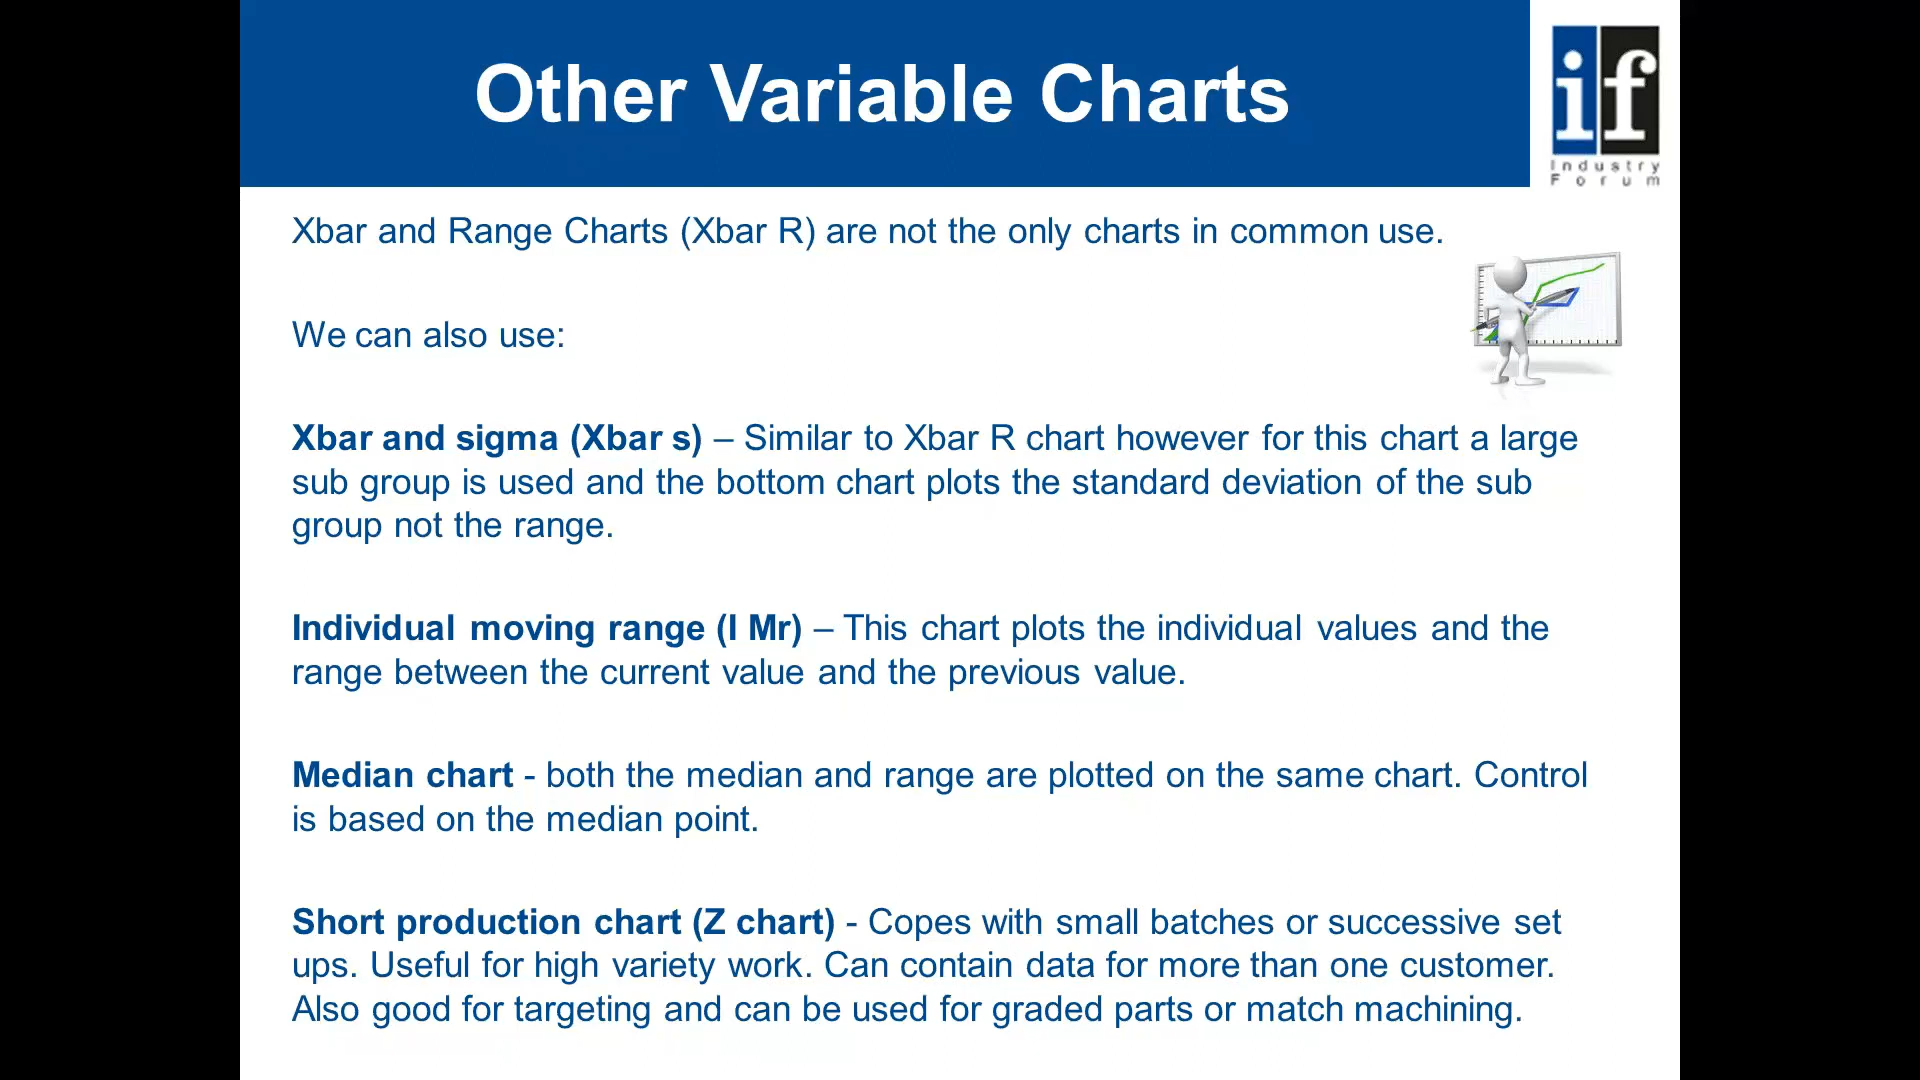 Other Variable Charts
if
Industry
Forum
Xbar and Range Charts (Xbar R) are not the only charts in common use.
We can also use:
Xbar and sigma (Xbar s) – Similar to Xbar R chart however for this chart a large
sub group is used and the bottom chart plots the standard deviation of the sub
group not the range.
Individual moving range (I Mr) – This chart plots the individual values and the
range between the current value and the previous value.
Median chart - both the median and range are plotted on the same chart. Control
is based on the median point.
Short production chart (Z chart) - Copes with small batches or successive set
ups. Useful for high variety work. Can contain data for more than one customer.
Also good for targeting and can be used for graded parts or match machining.